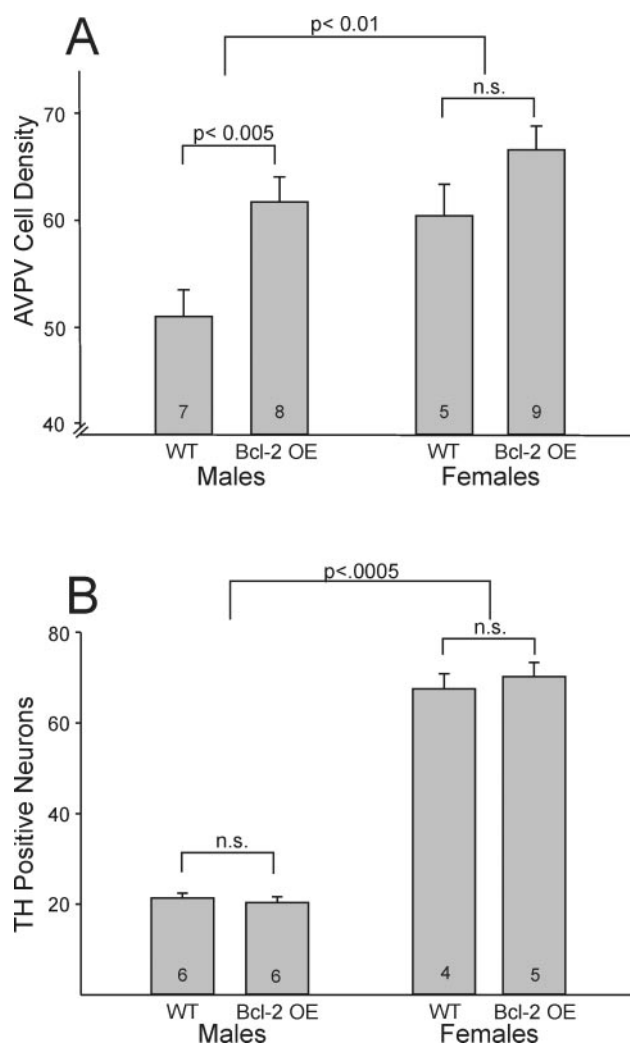 A
p< 0.01
n.s.
p< 0.005
AVPV Cell Density
70
60
50
40
7
8
5
9
WT
Bcl-2 OE
WT
Bcl-2 OE
Males
Females
B
p<.0005
n.s.
n.s.
TH Positive Neurons
80
60
40
20
6
6
4
5
WT
Bcl-2 OE
WT
Bcl-2 OE
Males
Females